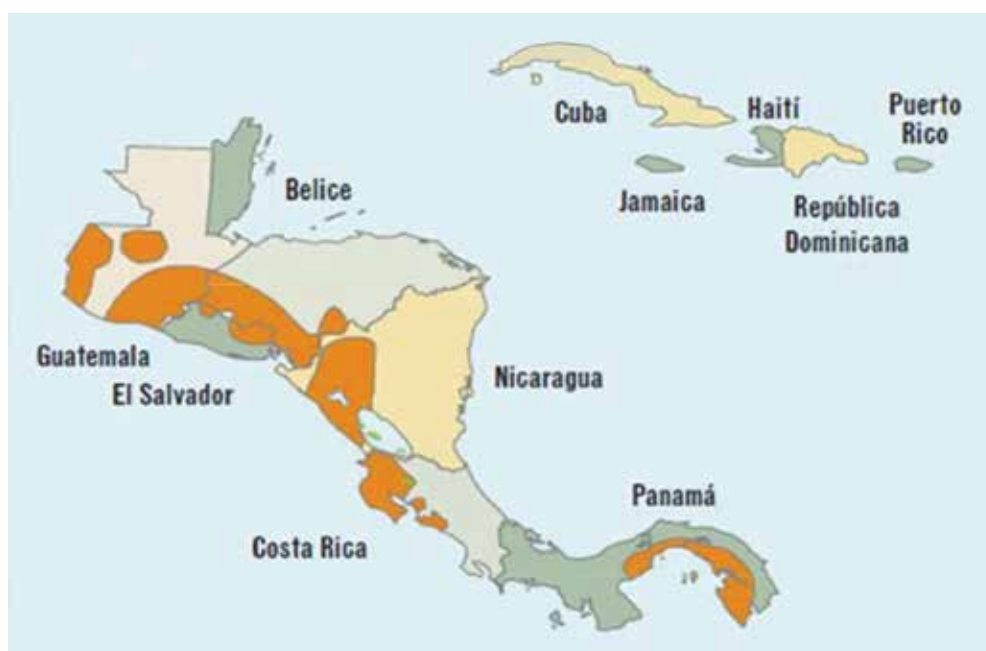 Cuba
Haití
Puerto
Rico
Jamaica
República
Dominicana
Belice
Guatemala
El Salvador
Nicaragua
Costa Rica
Panamá